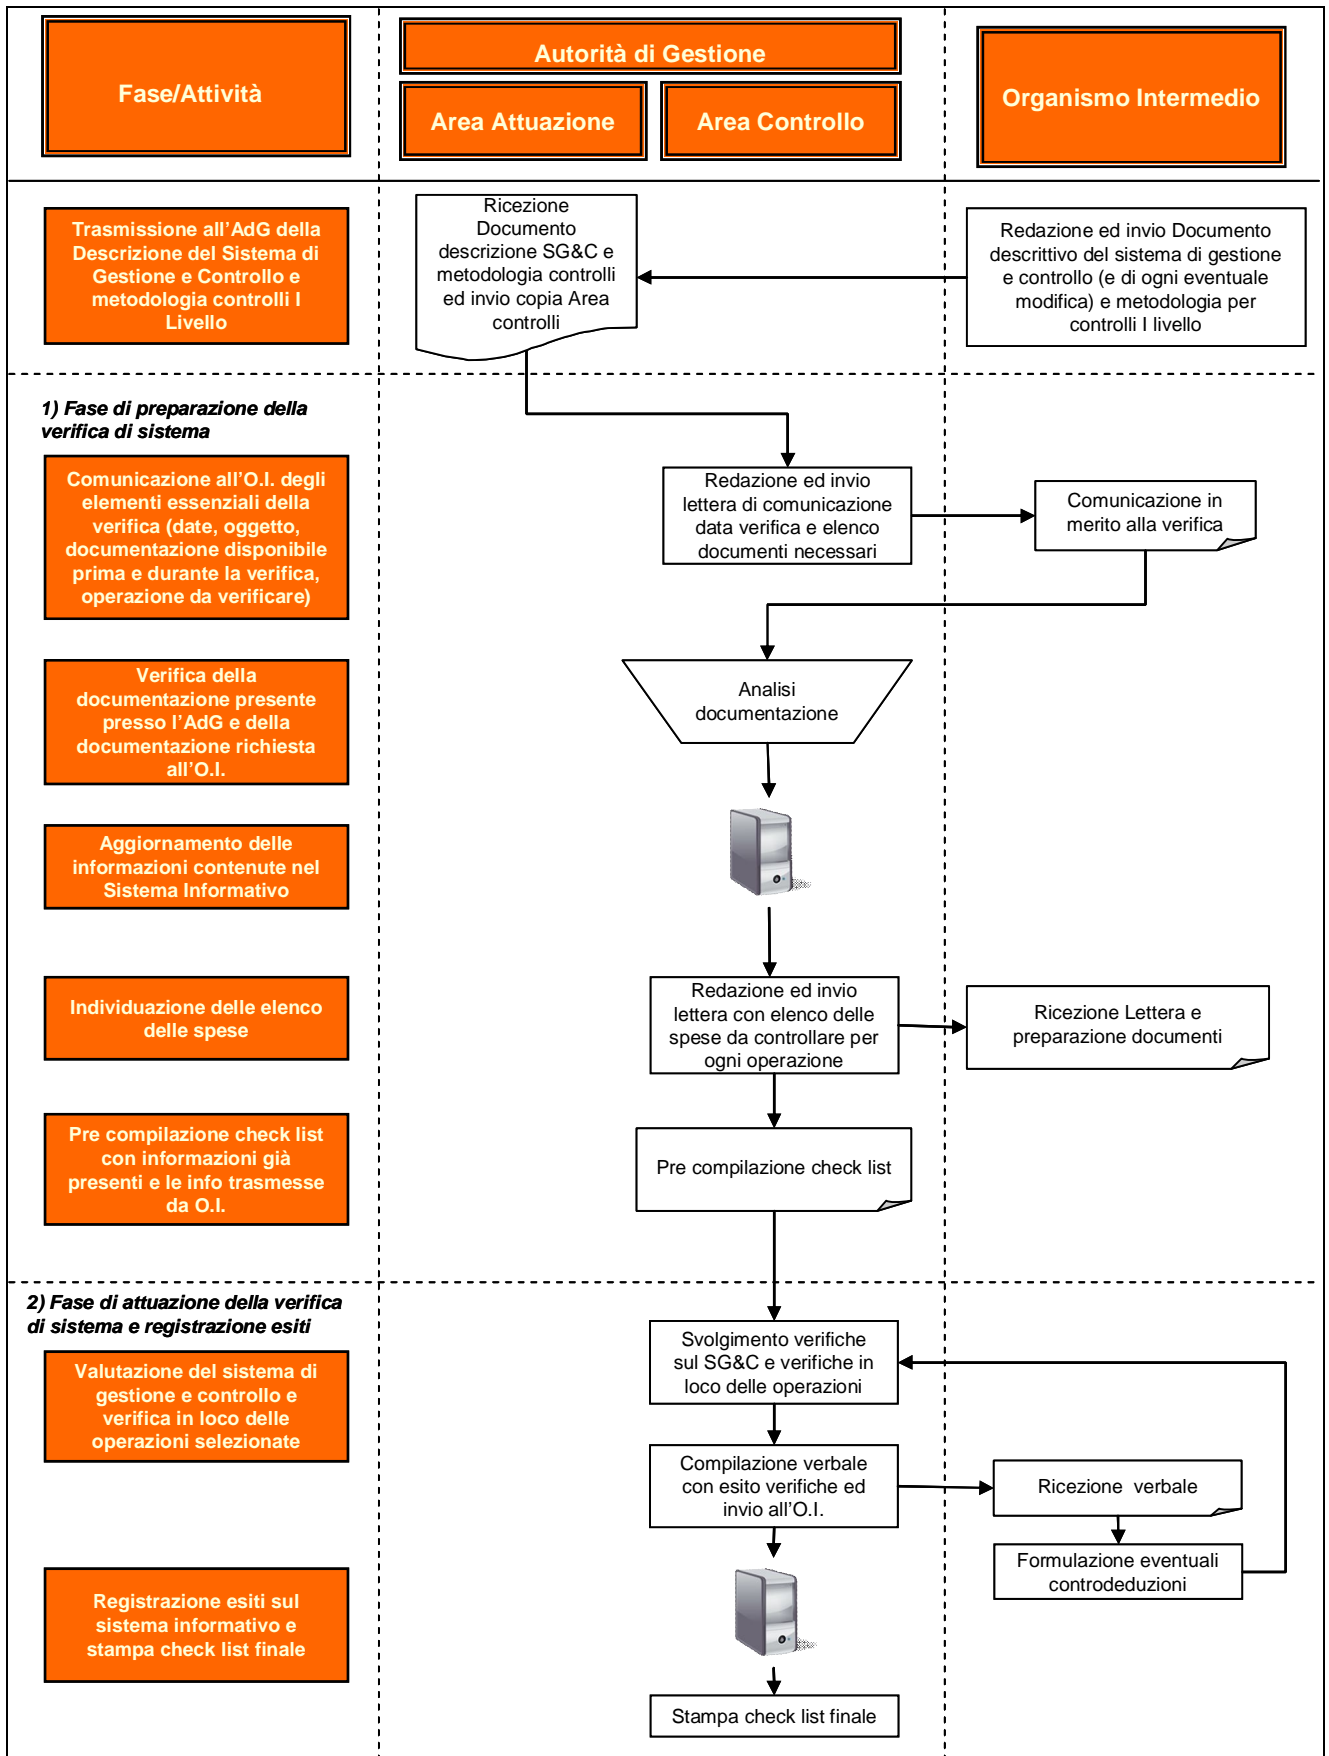 Fase/Attività
Autorità di Gestione
Area Attuazione
Area Controllo
Organismo Intermedio
Trasmissione all'AdG della
Descrizione del Sistema di
Gestione e Controllo e
metodologia controlli I
Livello
Ricezione
Documento
descrizione SG&C e
metodologia controlli
ed invio copia Area
controlli
Redazione ed invio Documento
descrittivo del sistema di gestione
e controllo (e di ogni eventuale
modifica) e metodologia per
controlli I livello
1) Fase di preparazione della
verifica di sistema
Comunicazione all'O.I. degli
elementi essenziali della
verifica (date, oggetto,
documentazione disponibile
prima e durante la verifica,
operazione da verificare)
Redazione ed invio
lettera di comunicazione
data verifica e elenco
documenti necessari
Comunicazione in
merito alla verifica
Verifica della
documentazione presente
presso l'AdG e della
documentazione richiesta
all'O.I.
Analisi
documentazione
Aggiornamento delle
informazioni contenute nel
Sistema Informativo
Individuazione delle elenco
delle spese
Redazione ed invio
lettera con elenco delle
spese da controllare per
ogni operazione
Ricezione Lettera e
preparazione documenti
Pre compilazione check list
con informazioni già
presenti e le info trasmesse
da O.I.
Pre compilazione check list
2) Fase di attuazione della verifica
di sistema e registrazione esiti
Valutazione del sistema di
gestione e controllo e
verifica in loco delle
operazioni selezionate
Svolgimento verifiche
sul SG&C e verifiche in
loco delle operazioni
Compilazione verbale
con esito verifiche ed
invio all'O.I.
Ricezione verbale
Formulazione eventuali
controdeduzioni
Registrazione esiti sul
sistema informativo e
stampa check list finale
Stampa check list finale